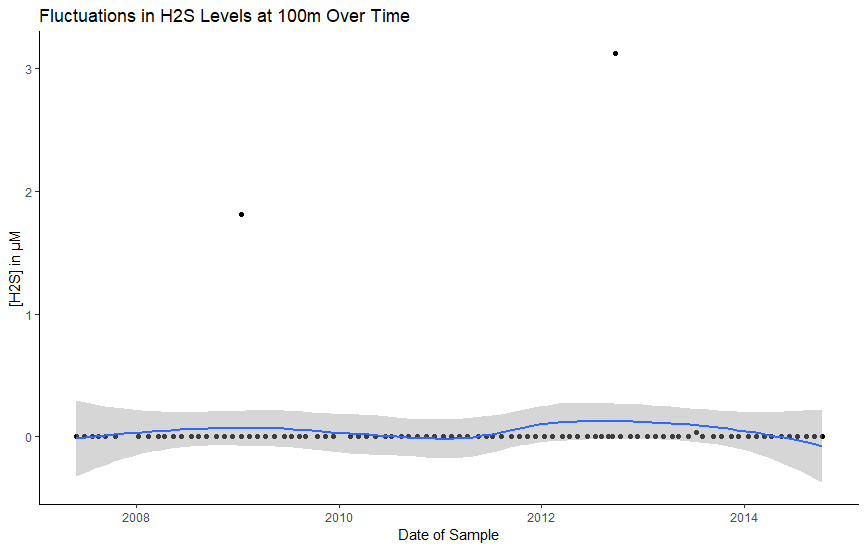 Fluctuations in H2S Levels at 100m Over Time
3
2
1
0
[H2S] in µM
2008 2010 2012 2014
Date of Sample